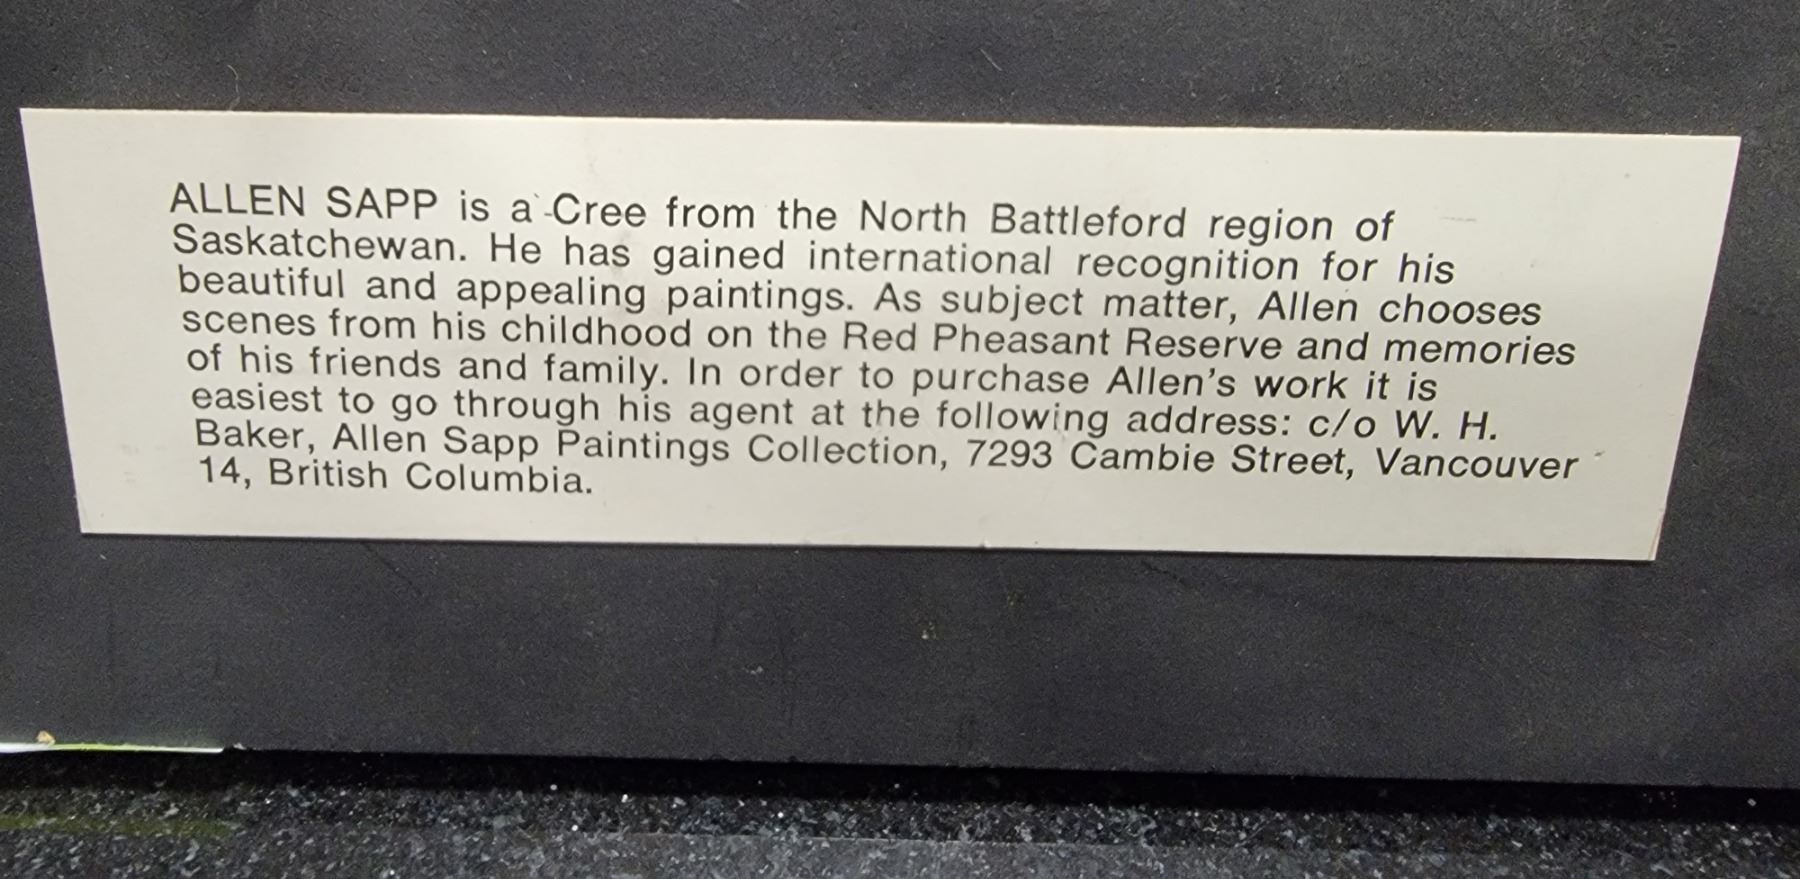 ALLEN SAPP is a Cree from the North Battleford region of
Saskatchewan. He has gained international recognition for his
beautiful and appealing paintings. As subject matter, Allen chooses
scenes from his childhood on the Red Pheasant Reserve and memories
of his friends and family. In order to purchase Allen's work it is
easiest to go through his agent at the following address: c/o W. H.
Baker, Allen Sapp Paintings Collection, 7293 Cambie Street, Vancouver
14, British Columbia.